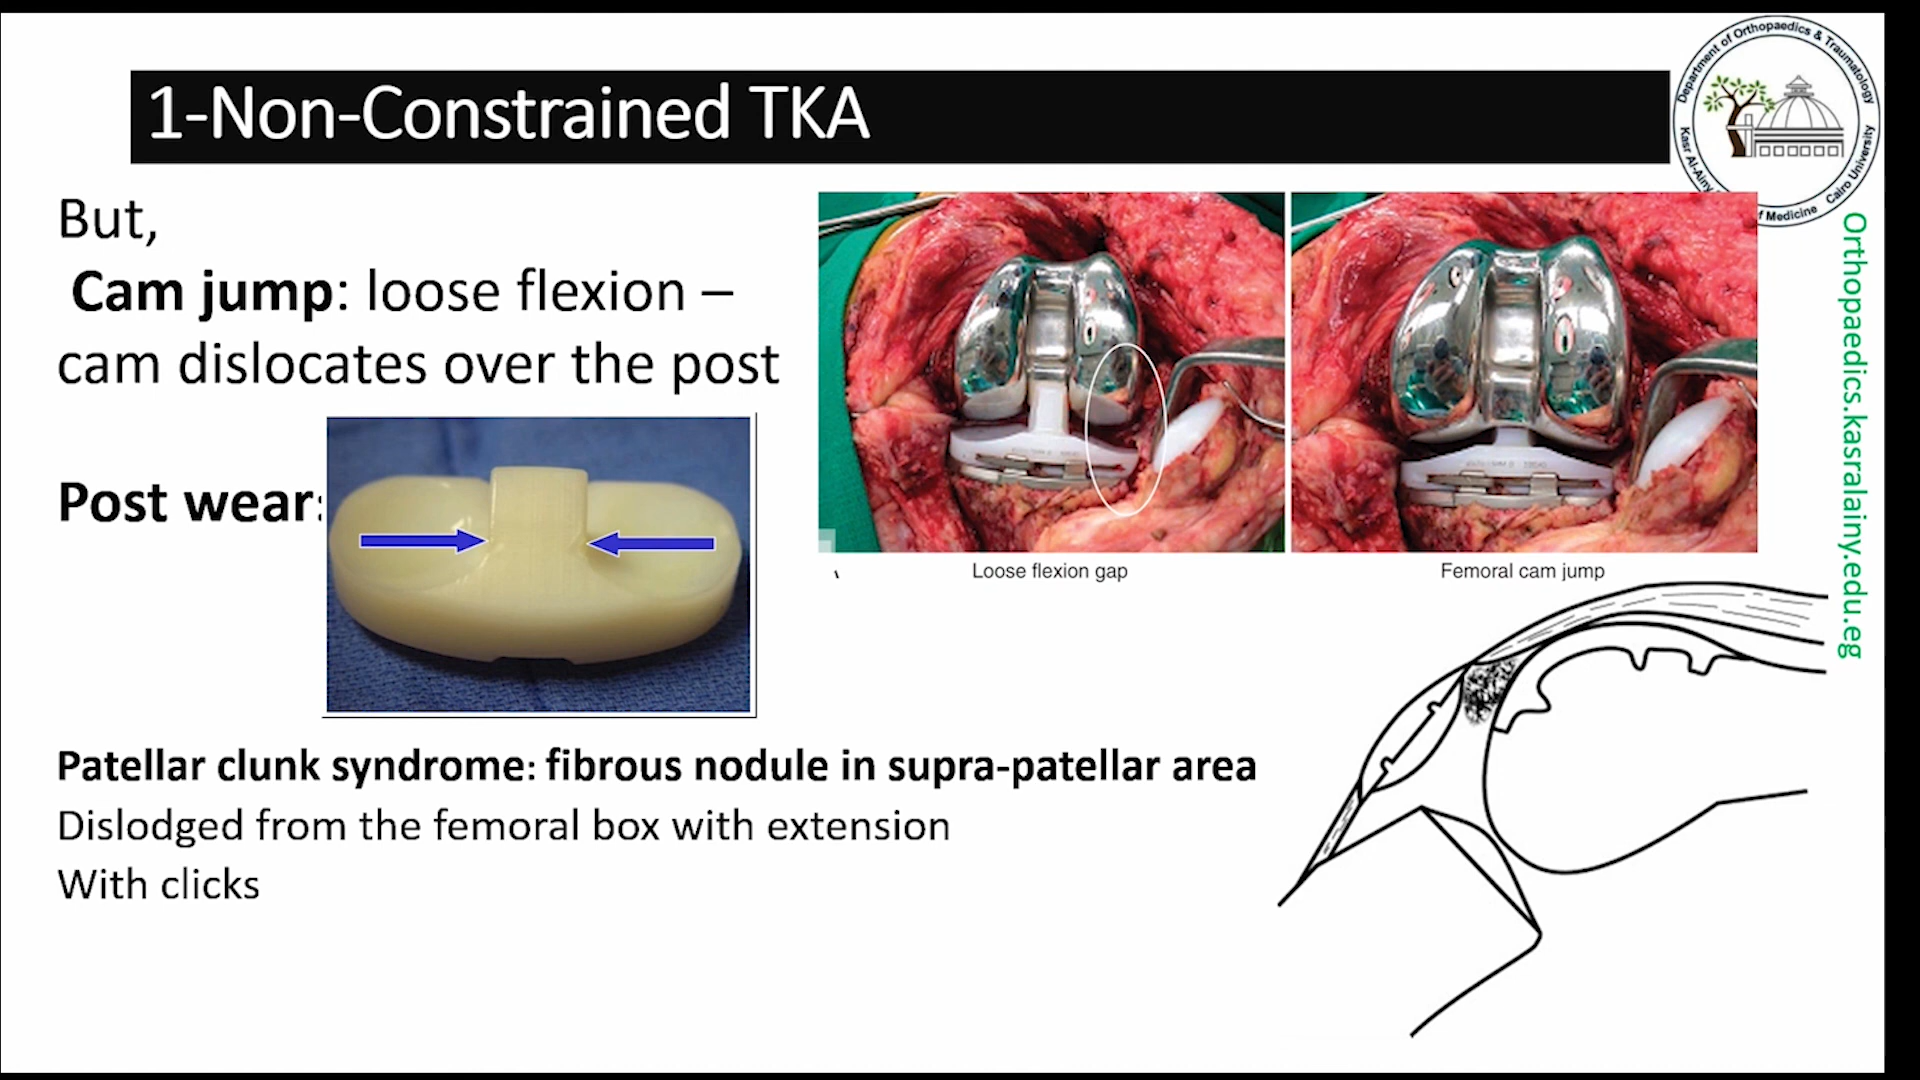 1-Non-Constrained TKA
But,
Cam jump: loose flexion –
cam dislocates over the post
Post wear:
Loose flexion gap
Femoral cam jump
Patellar clunk syndrome: fibrous nodule in supra-patellar area
Dislodged from the femoral box with extension
With clicks
Department of Orthopaedics & Traumatology
Kasr Al-Ainy
f Medicine Cairo University
Orthopaedics.kasralainy.edu.eg